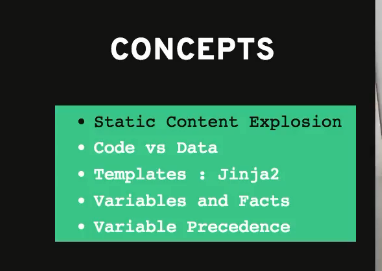 CONCEPTS
• Static Content Explosion
• Code vs Data
• Templates : Jinja2
• Variables and Facts
• Variable Precedence